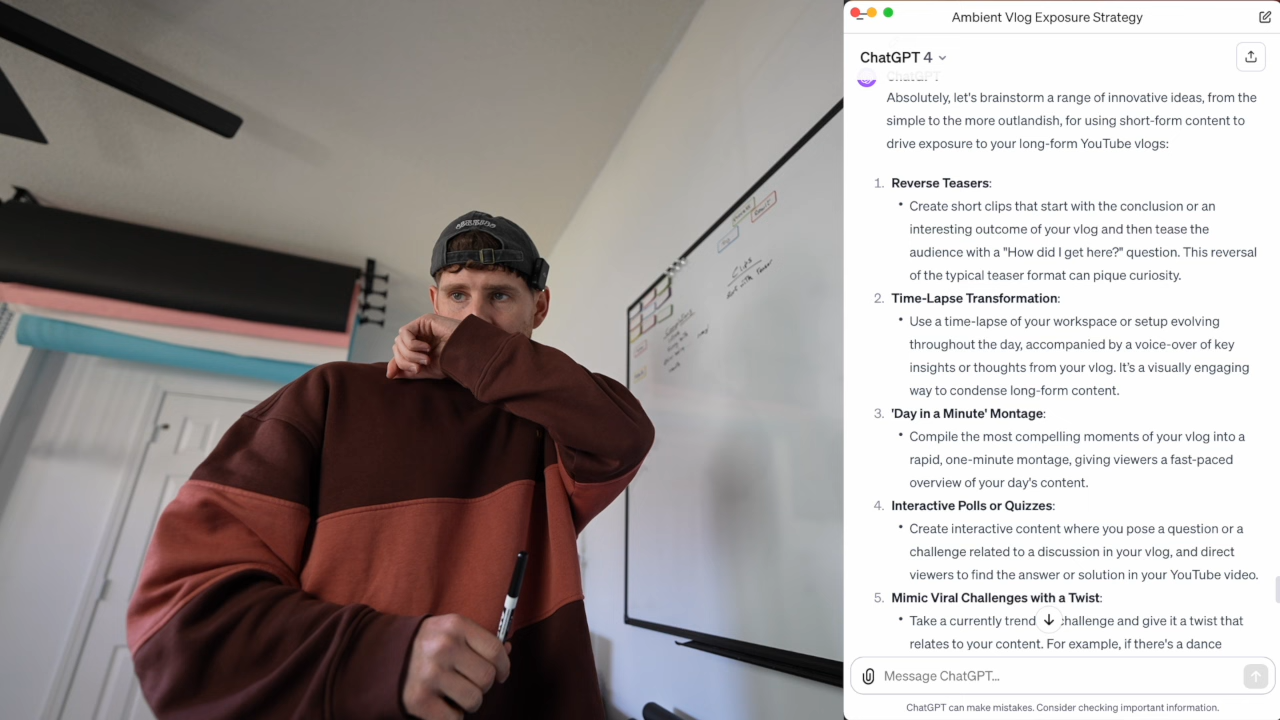 Ambient Vlog Exposure Strategy
ChatGPT 4
ChatGPT
Absolutely, let's brainstorm a range of innovative ideas, from the
simple to the more outlandish, for using short-form content to
drive exposure to your long-form YouTube vlogs:
1. Reverse Teasers:
• Create short clips that start with the conclusion or an
interesting outcome of your vlog and then tease the
audience with a "How did I get here?" question. This reversal
of the typical teaser format can pique curiosity.
2. Time-Lapse Transformation:
• Use a time-lapse of your workspace or setup evolving
throughout the day, accompanied by a voice-over of key
insights or thoughts from your vlog. It's a visually engaging
way to condense long-form content.
3. 'Day in a Minute' Montage:
• Compile the most compelling moments of your vlog into a
rapid, one-minute montage, giving viewers a fast-paced
overview of your day's content.
4. Interactive Polls or Quizzes:
• Create interactive content where you pose a question or a
challenge related to a discussion in your vlog, and direct
viewers to find the answer or solution in your YouTube video.
5. Mimic Viral Challenges with a Twist:
• Take a currently trend challenge and give it a twist that
relates to your content. For example, if there's a dance
Message ChatGPT...
ChatGPT can make mistakes. Consider checking important information.
Clips